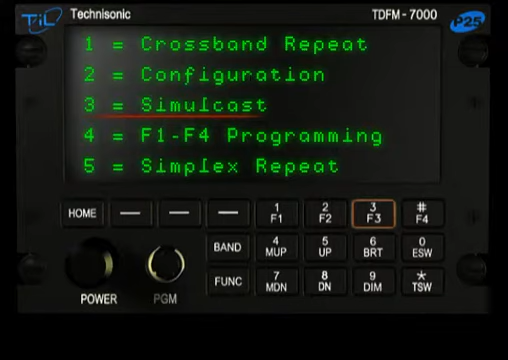 TiL Technisonic TDFM-7000 P25
1 = Crossband Repeat
2 = Configuration
3 = Simulcast
4 = F1-F4 Programming
5 = Simplex Repeat
HOME — — — 1 F1 2 F2 3 F3 # F4
BAND 4 MUP 5 UP 6 BRT 0 ESW
FUNC 7 MDN 8 DN 9 DIM * TSW
POWER PGM